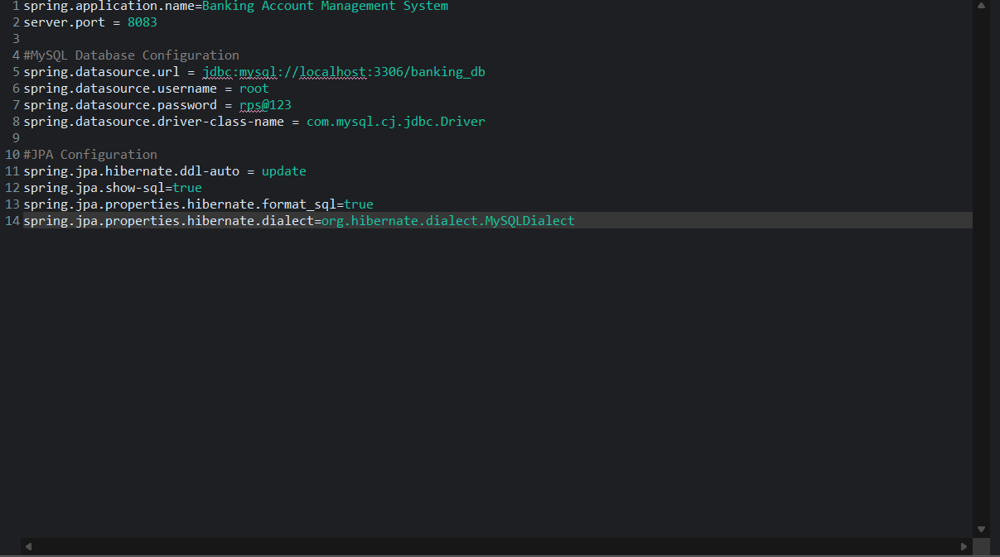 1 spring.application.name=Banking Account Management System
2 server.port = 8083
3
4 #MySQL Database Configuration
5 spring.datasource.url = jdbc:mysql://localhost:3306/banking_db
6 spring.datasource.username = root
7 spring.datasource.password = rps@123
8 spring.datasource.driver-class-name = com.mysql.cj.jdbc.Driver
9
10 #JPA Configuration
11 spring.jpa.hibernate.ddl-auto = update
12 spring.jpa.show-sql=true
13 spring.jpa.properties.hibernate.format_sql=true
14 spring.jpa.properties.hibernate.dialect=org.hibernate.dialect.MySQLDialect